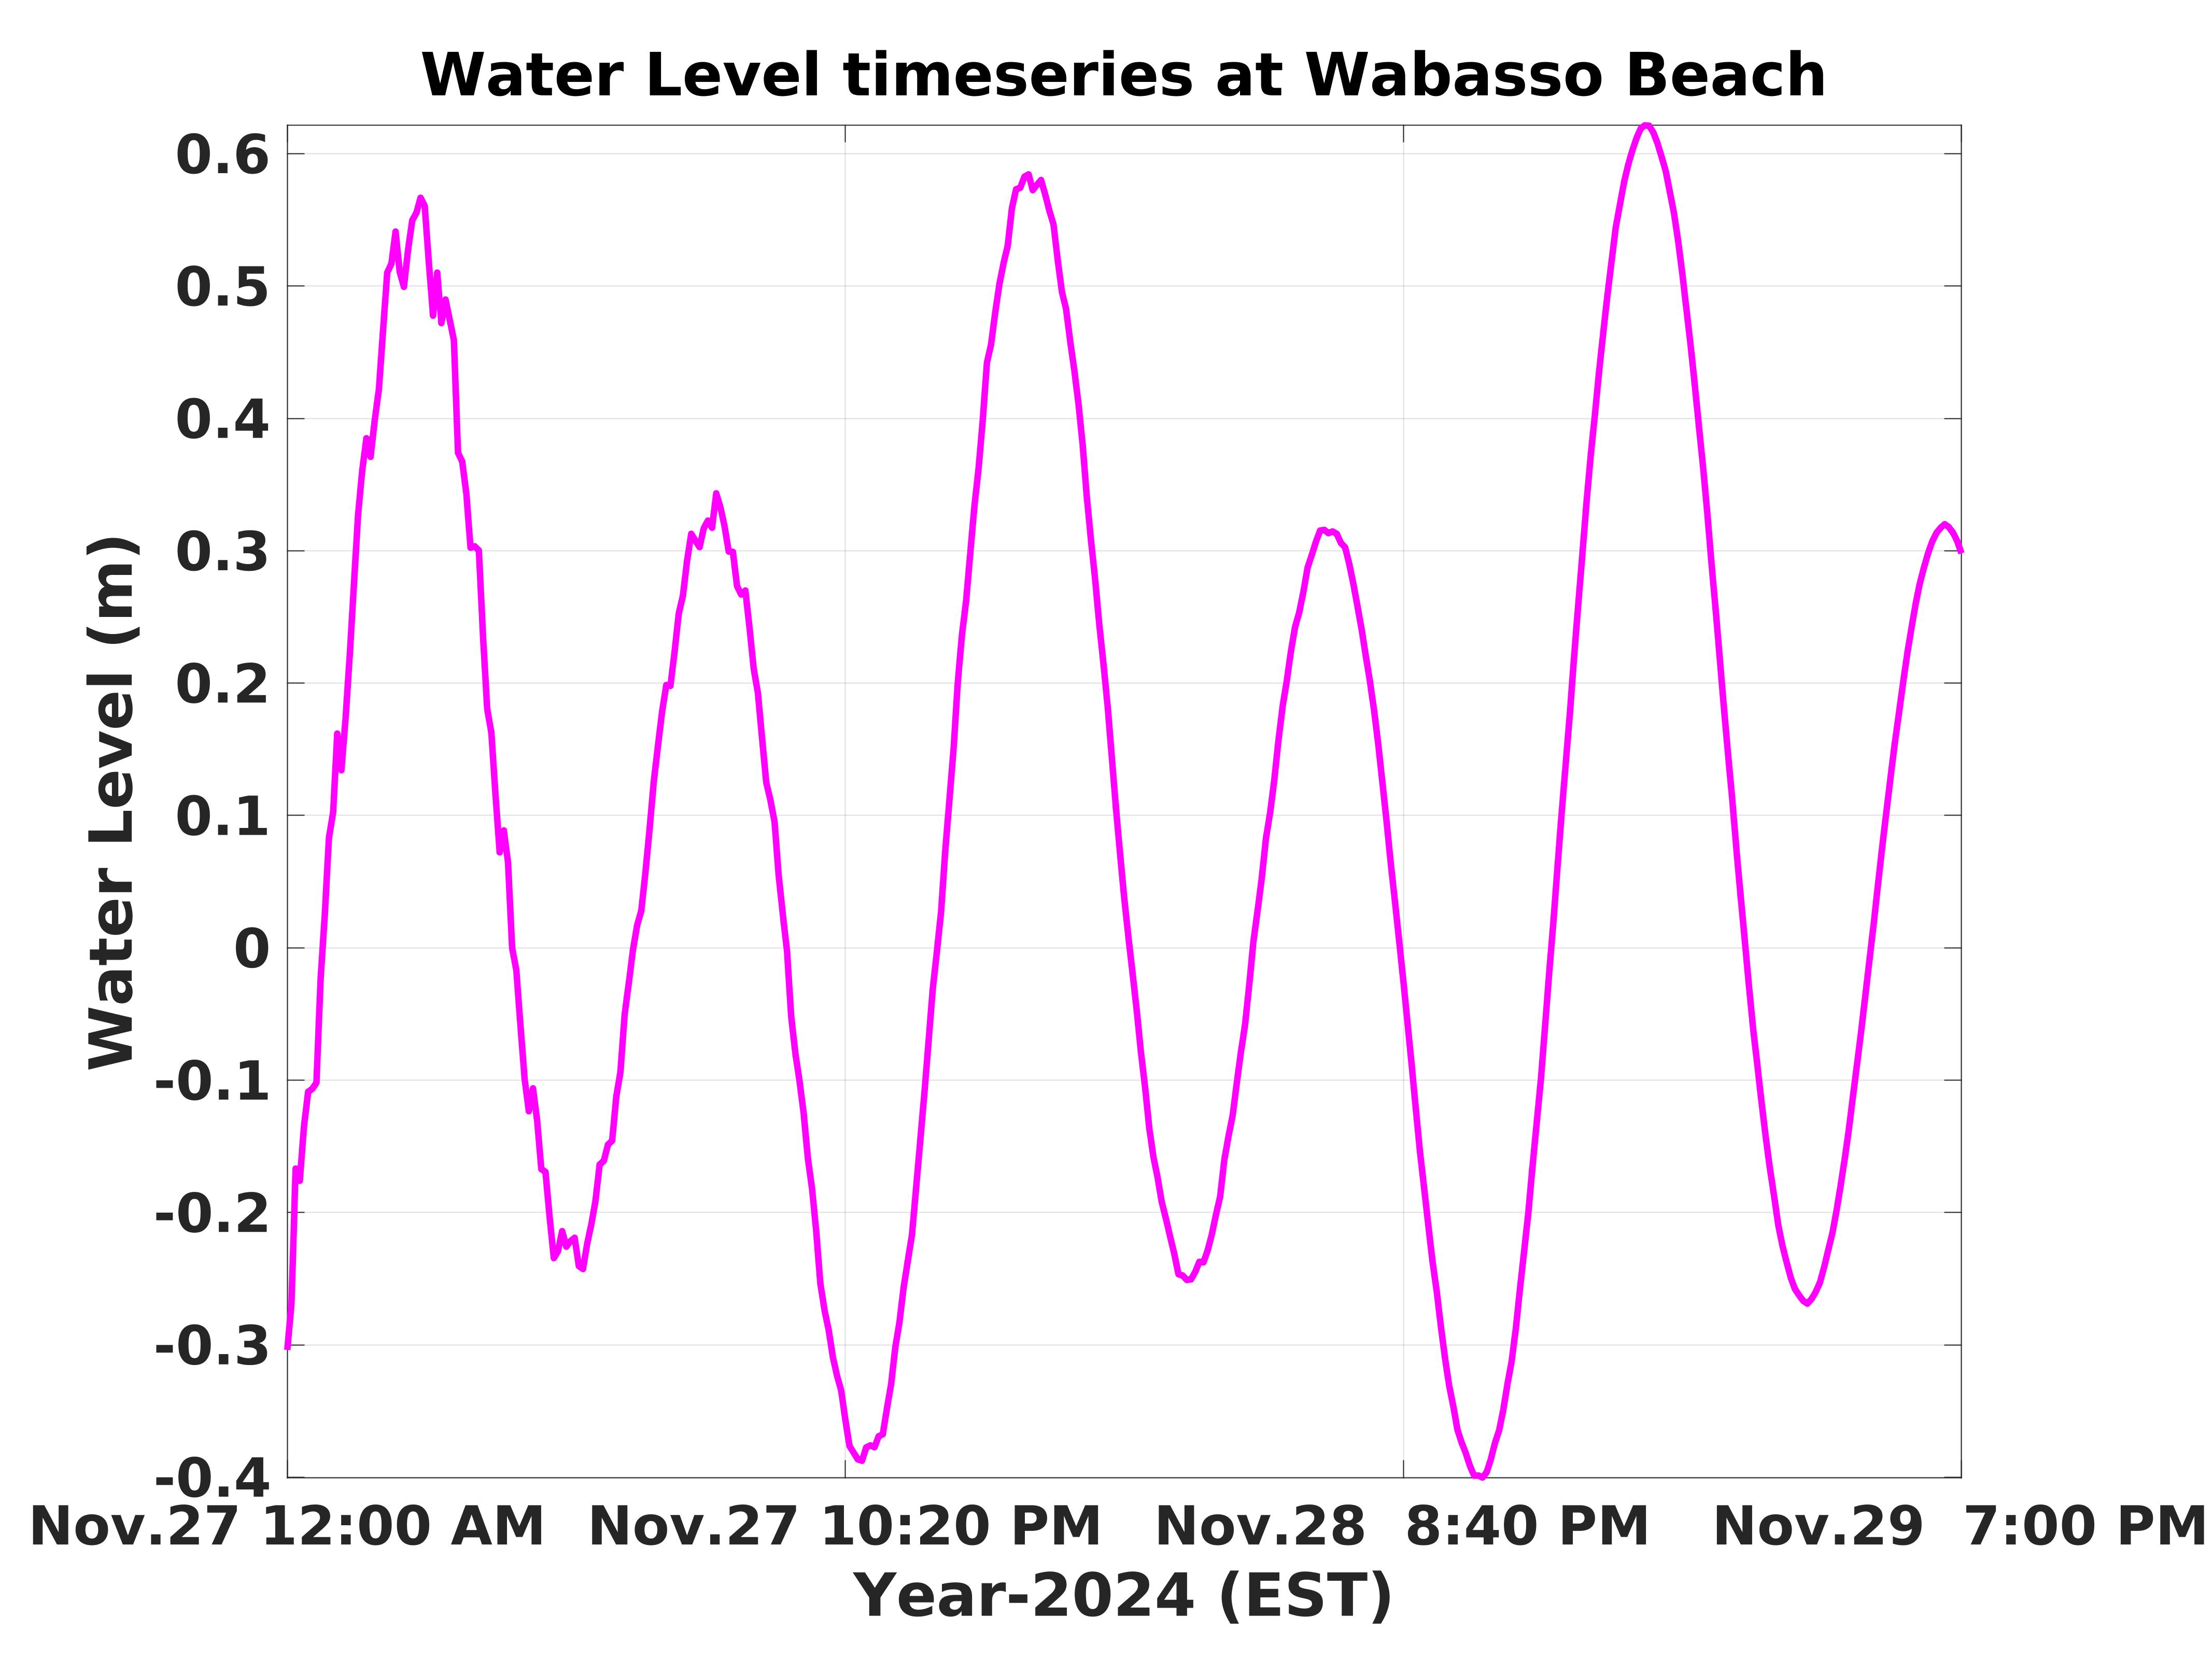 Water Level timeseries at Wabasso Beach
0.6
0.5
0.4
0.3
0.2
0.1
0
-0.1
-0.2
-0.3
-0.4
Water Level (m)
Nov.27 12:00 AM Nov.27 10:20 PM Nov.28 8:40 PM Nov.29 7:00 PM
Year-2024 (EST)